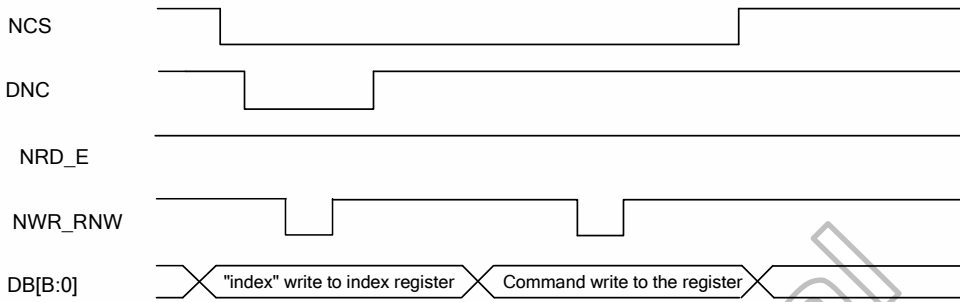 NCS
DNC
NRD_E
NWR_RNW
DB[B:0] "index" write to index register Command write to the register